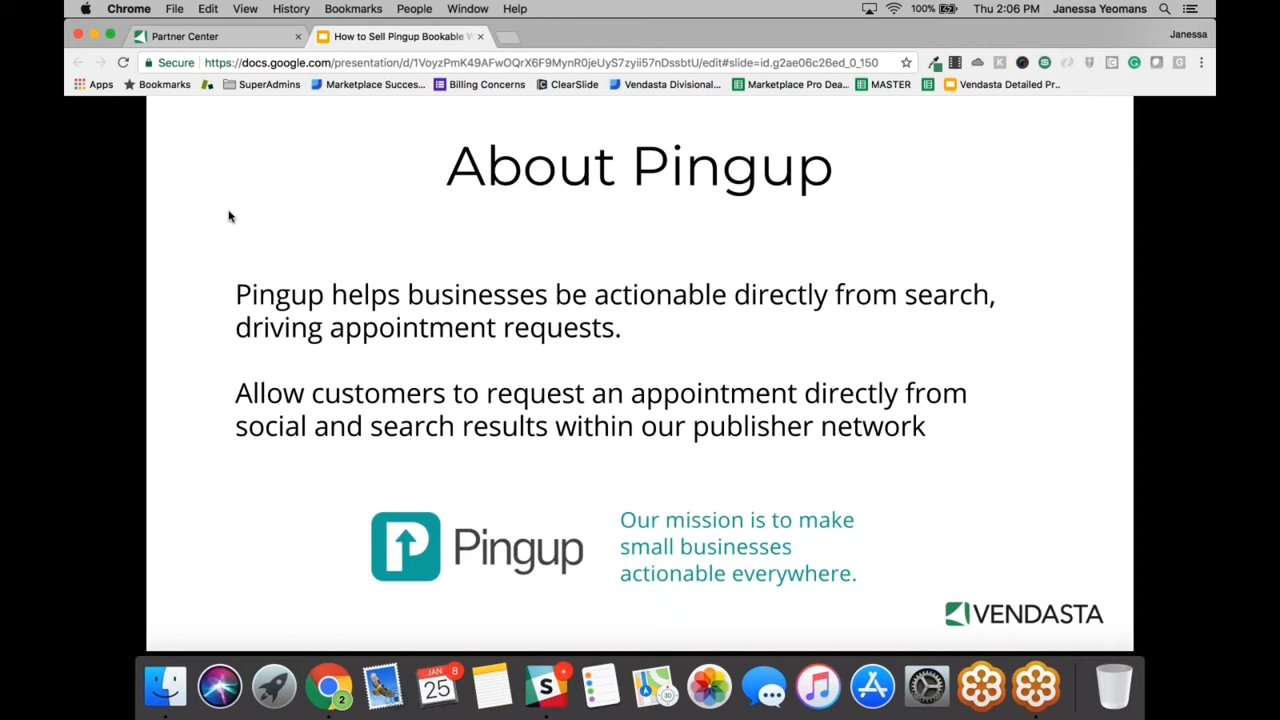 Chrome File Edit View History Bookmarks People Window Help 100% Thu 2:06 PM Janessa Yeomans
Partner Center How to Sell Pingup Bookable Janessa
Secure https://docs.google.com/presentation/d/1VoyzPmK49AFwOQrX6F9MynR0jeUyS7zyii57nDssbtU/edit#slide=id.g2ae06c26ed_0_150
Apps Bookmarks SuperAdmins Marketplace Succes... Billing Concerns ClearSlide Vendasta Divisional... Marketplace Pro Dea... MASTER Vendasta Detailed Pr...
About Pingup
Pingup helps businesses be actionable directly from search,
driving appointment requests.
Allow customers to request an appointment directly from
social and search results within our publisher network
Pingup
Our mission is to make
small businesses
actionable everywhere.
VENDASTA
2 JAN 25 8 S 3D